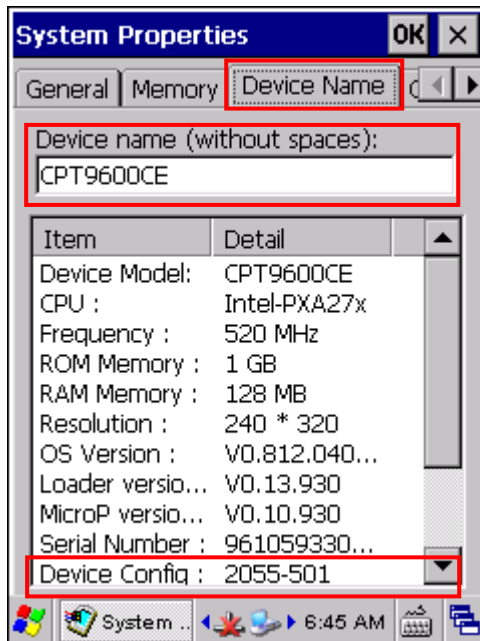 System Properties OK ×
General Memory Device Name
Device name (without spaces):
CPT9600CE
Item Detail
Device Model: CPT9600CE
CPU : Intel-PXA27x
Frequency : 520 MHz
ROM Memory : 1 GB
RAM Memory : 128 MB
Resolution : 240 * 320
OS Version : V0.812.040...
Loader versio... V0.13.930
MicroP versio... V0.10.930
Serial Number : 961059330...
Device Config : 2055-501
System .. 6:45 AM